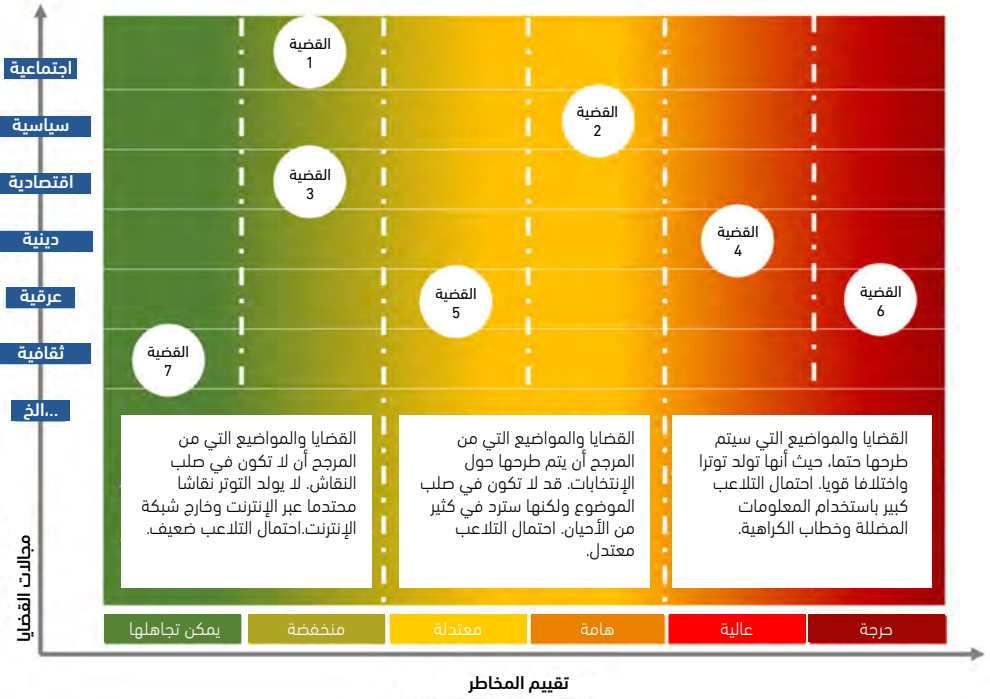 اجتماعية
سياسية
اقتصادية
دينية
عرقية
ثقافية
...الخ
مجالات القضايا
القضية
1
القضية
2
القضية
3
القضية
4
القضية
5
القضية
6
القضية
7
القضايا والمواضيع التي سيتم
طرحها حتما، حيث أنها تولد توترا
واختلافا قويا. احتمال التلاعب
كبير باستخدام المعلومات
المضللة وخطاب الكراهية.
القضايا والمواضيع التي من
المرجح أن يتم طرحها حول
الإنتخابات. قد لا تكون في صلب
الموضوع ولكنها سترد في كثير
من الأحيان. احتمال التلاعب
معتدل.
القضايا والمواضيع التي من
المرجح أن لا تكون في صلب
النقاش. لا يولد التوتر نقاشا
محتدما عبر الإنترنت وخارج شبكة
الإنترنت.احتمال التلاعب ضعيف.
حرجة
عالية
هامة
معتدلة
منخفضة
يمكن تجاهلها
تقييم المخاطر